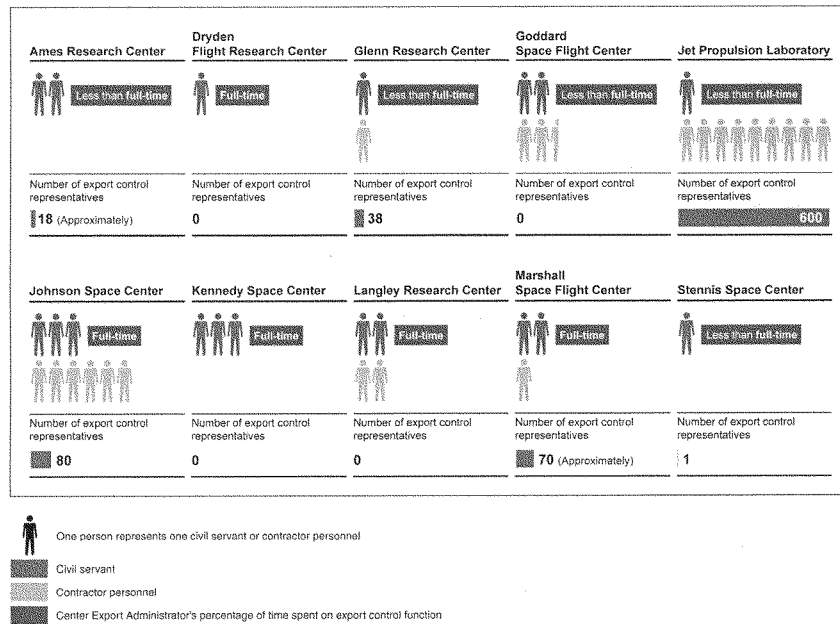 Ames Research Center
Less than full-time
Number of export control
representatives
18 (Approximately)
Dryden
Flight Research Center
Full-time
Number of export control
representatives
0
Glenn Research Center
Less than full-time
Number of export control
representatives
38
Goddard
Space Flight Center
Less than full-time
Number of export control
representatives
0
Jet Propulsion Laboratory
Less than full-time
Number of export control
representatives
600
Johnson Space Center
Full-time
Number of export control
representatives
80
Kennedy Space Center
Full-time
Number of export control
representatives
0
Langley Research Center
Full-time
Number of export control
representatives
0
Marshall
Space Flight Center
Full-time
Number of export control
representatives
70 (Approximately)
Stennis Space Center
Less than full-time
Number of export control
representatives
1
One person represents one civil servant or contractor personnel
Civil servant
Contractor personnel
Center Export Administrator's percentage of time spent on export control function